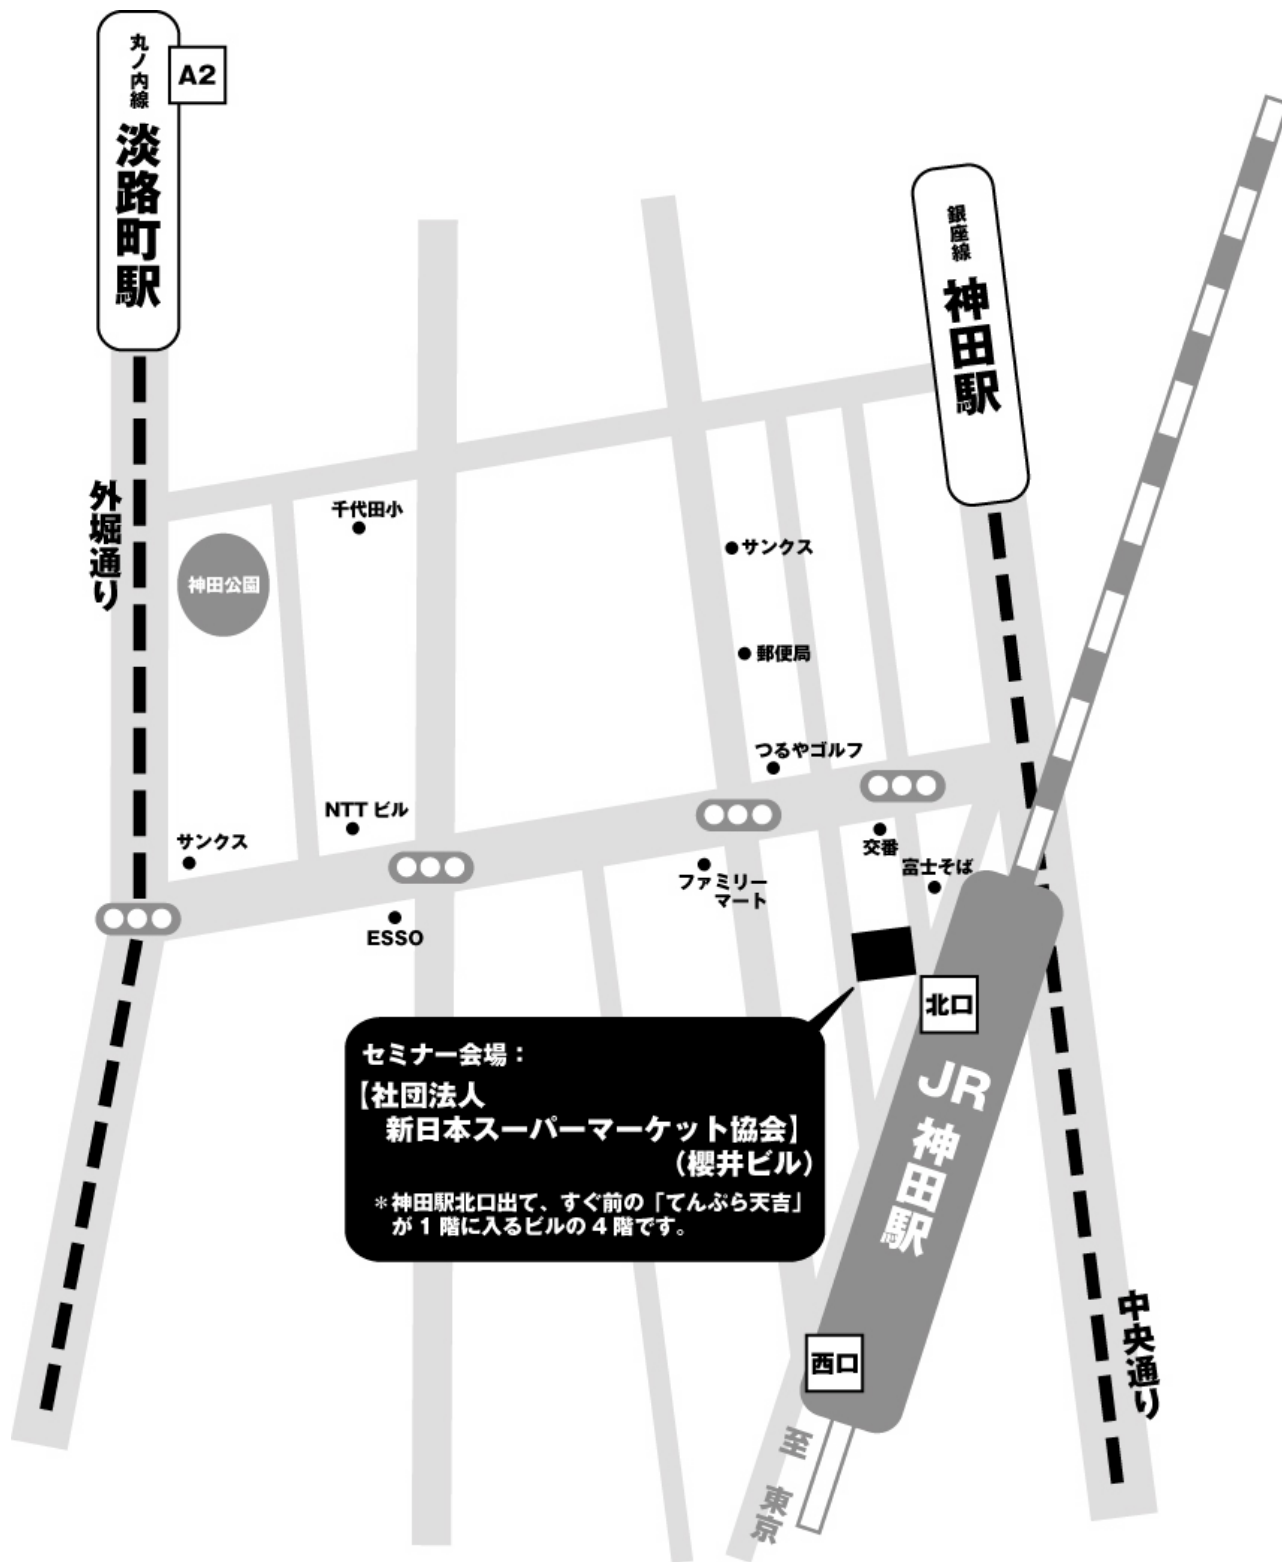 丸ノ内線
淡路町駅
A2
銀座線
神田駅
外堀通り
千代田小
神田公園
サンクス
郵便局
つるやゴルフ
NTT ビル
サンクス
交番
富士そば
ファミリー
マート
ESSO
北口
セミナー会場：
【社団法人
新日本スーパーマーケット協会】
（櫻井ビル）
＊神田駅北口出て、すぐ前の「てんぷら天吉」
が 1 階に入るビルの 4 階です。
JR
神田駅
中央通り
西口
至 東京